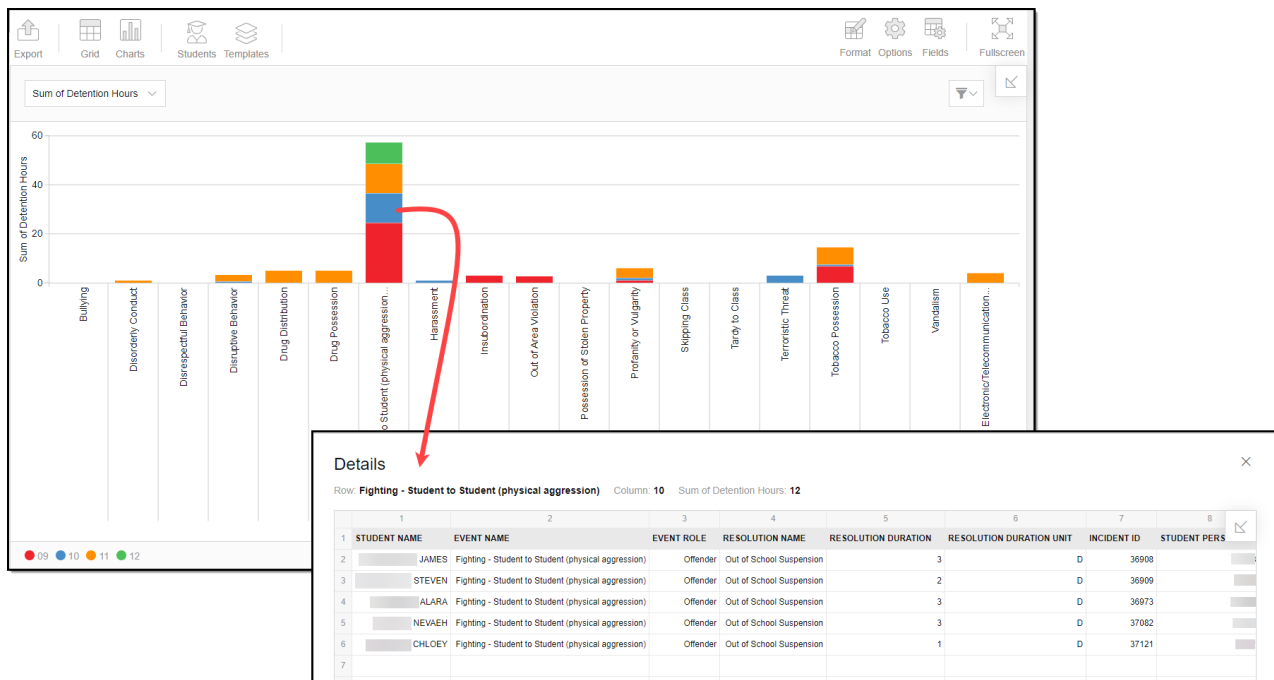 Export Grid Charts Students Templates Format Options Fields Fullscreen
Sum of Detention Hours
Sum of Detention Hours
60
40
20
0
Bullying
Disorderly Conduct
Disrespectful Behavior
Disruptive Behavior
Drug Distribution
Drug Possession
o Student (physical aggression...
Harassment
Insubordination
Out of Area Violation
Possession of Stolen Property
Profanity or Vulgarity
Skipping Class
Tardy to Class
Terroristic Threat
Tobacco Possession
Tobacco Use
Vandalism
Electronic/Telecommunication...
09 10 11 12
Details
Row: Fighting - Student to Student (physical aggression) Column: 10 Sum of Detention Hours: 12
1 2 3 4 5 6 7 8
1 STUDENT NAME EVENT NAME EVENT ROLE RESOLUTION NAME RESOLUTION DURATION RESOLUTION DURATION UNIT INCIDENT ID STUDENT PERS
2 JAMES Fighting - Student to Student (physical aggression) Offender Out of School Suspension 3 D 36908
3 STEVEN Fighting - Student to Student (physical aggression) Offender Out of School Suspension 2 D 36909
4 ALARA Fighting - Student to Student (physical aggression) Offender Out of School Suspension 3 D 36973
5 NEVAEH Fighting - Student to Student (physical aggression) Offender Out of School Suspension 3 D 37082
6 CHLOEY Fighting - Student to Student (physical aggression) Offender Out of School Suspension 1 D 37121
7